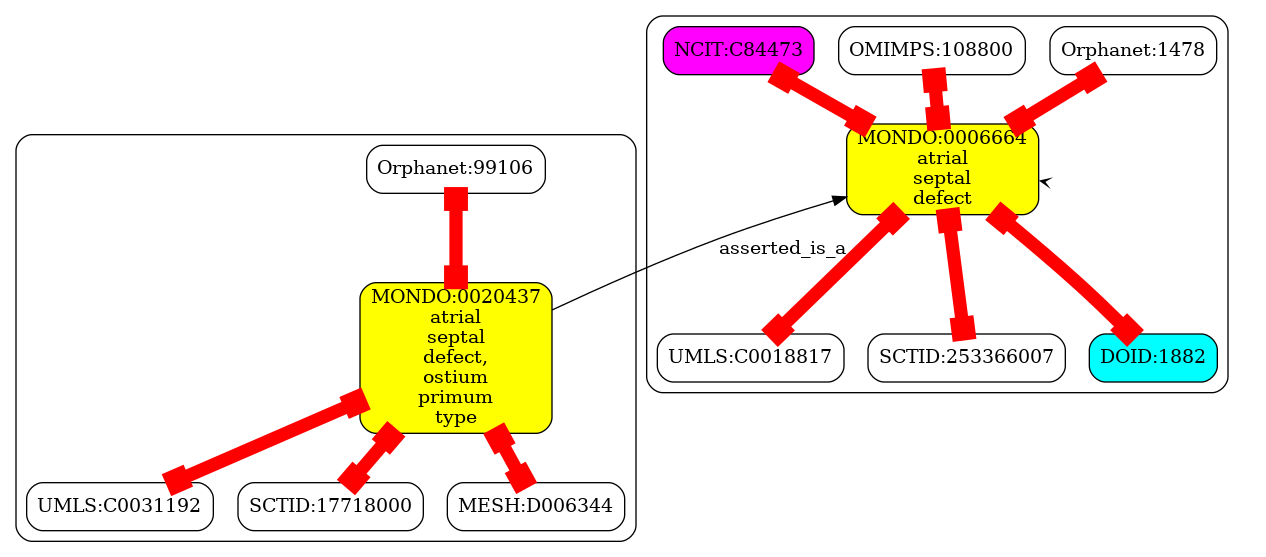 NCIT:C84473
OMIMPS:108800
Orphanet:1478
MONDO:0006664
atrial
septal
defect
Orphanet:99106
asserted_is_a
MONDO:0020437
atrial
septal
defect,
ostium
primum
type
UMLS:C0018817
SCTID:253366007
DOID:1882
UMLS:C0031192
SCTID:17718000
MESH:D006344